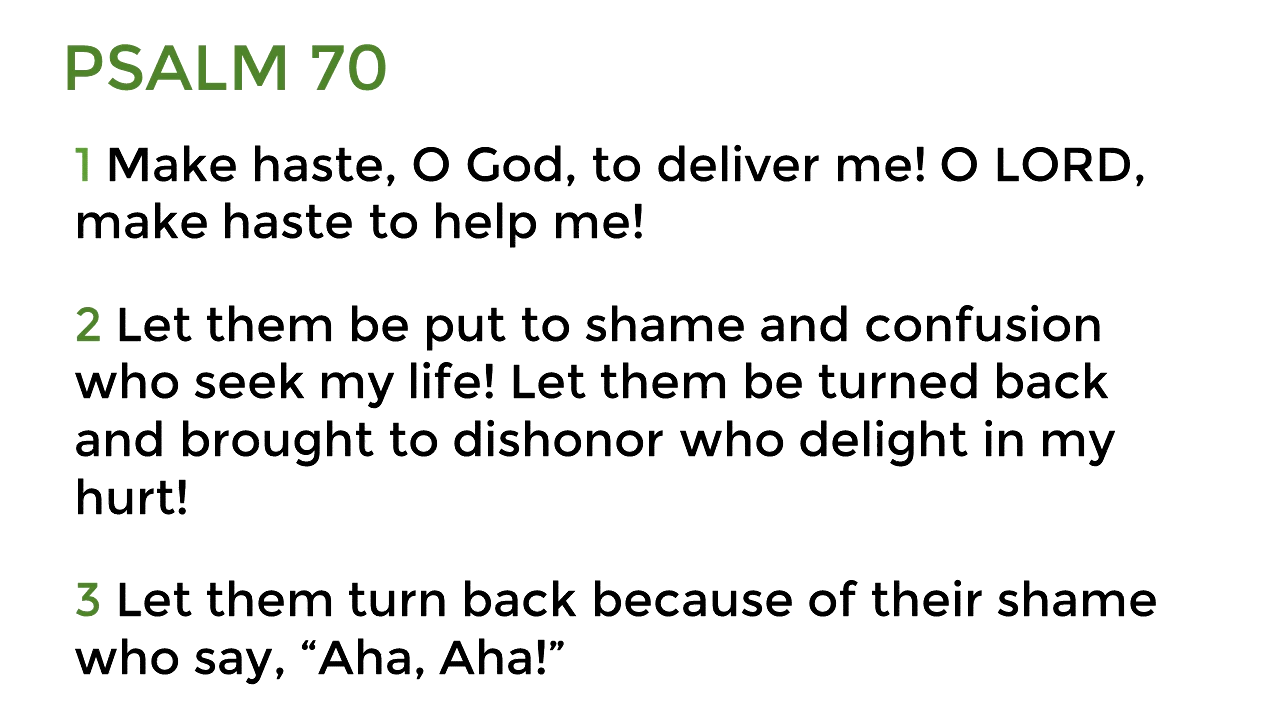 PSALM 70
1 Make haste, O God, to deliver me! O LORD,
make haste to help me!
2 Let them be put to shame and confusion
who seek my life! Let them be turned back
and brought to dishonor who delight in my
hurt!
3 Let them turn back because of their shame
who say, “Aha, Aha!”